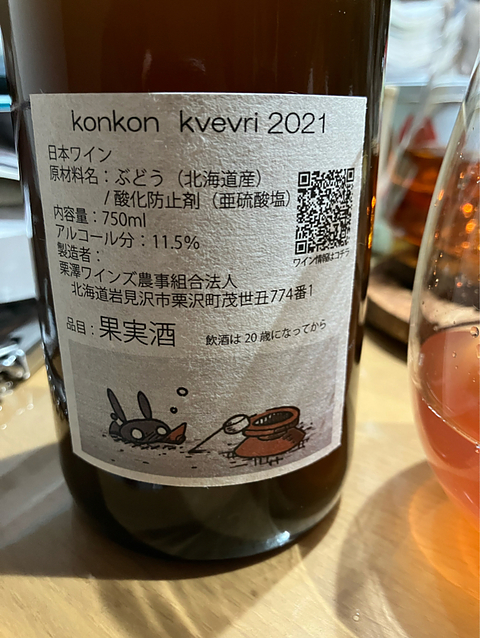 konkon kvevri 2021
日本ワイン
原材料名：ぶどう（北海道産）
/ 酸化防止剤（亜硫酸塩）
内容量：750ml
アルコール分：11.5%
製造者：
栗澤ワインズ農事組合法人
北海道岩見沢市栗沢町茂世丑774番1
ワイン情報はコチラ
品目：果実酒 飲酒は20歳になってから